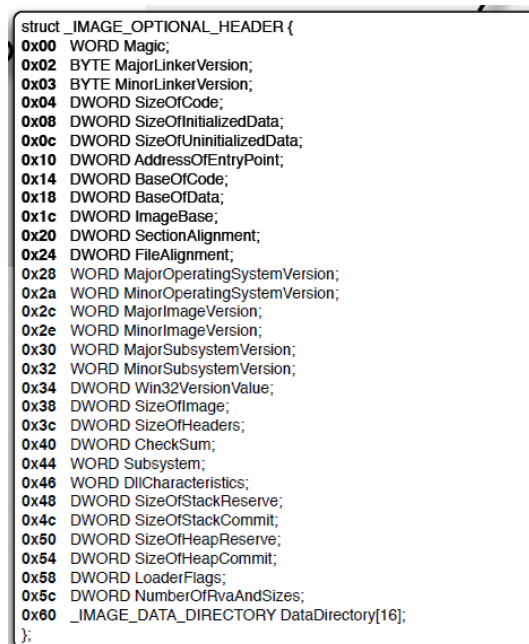 struct _IMAGE_OPTIONAL_HEADER {
0x00 WORD Magic;
0x02 BYTE MajorLinkerVersion;
0x03 BYTE MinorLinkerVersion;
0x04 DWORD SizeOfCode;
0x08 DWORD SizeOfInitializedData;
0x0c DWORD SizeOfUninitializedData;
0x10 DWORD AddressOfEntryPoint;
0x14 DWORD BaseOfCode;
0x18 DWORD BaseOfData;
0x1c DWORD ImageBase;
0x20 DWORD SectionAlignment;
0x24 DWORD FileAlignment;
0x28 WORD MajorOperatingSystemVersion;
0x2a WORD MinorOperatingSystemVersion;
0x2c WORD MajorImageVersion;
0x2e WORD MinorImageVersion;
0x30 WORD MajorSubsystemVersion;
0x32 WORD MinorSubsystemVersion;
0x34 DWORD Win32VersionValue;
0x38 DWORD SizeOfImage;
0x3c DWORD SizeOfHeaders;
0x40 DWORD CheckSum;
0x44 WORD Subsystem;
0x46 WORD DllCharacteristics;
0x48 DWORD SizeOfStackReserve;
0x4c DWORD SizeOfStackCommit;
0x50 DWORD SizeOfHeapReserve;
0x54 DWORD SizeOfHeapCommit;
0x58 DWORD LoaderFlags;
0x5c DWORD NumberOfRvaAndSizes;
0x60 _IMAGE_DATA_DIRECTORY DataDirectory[16];
};